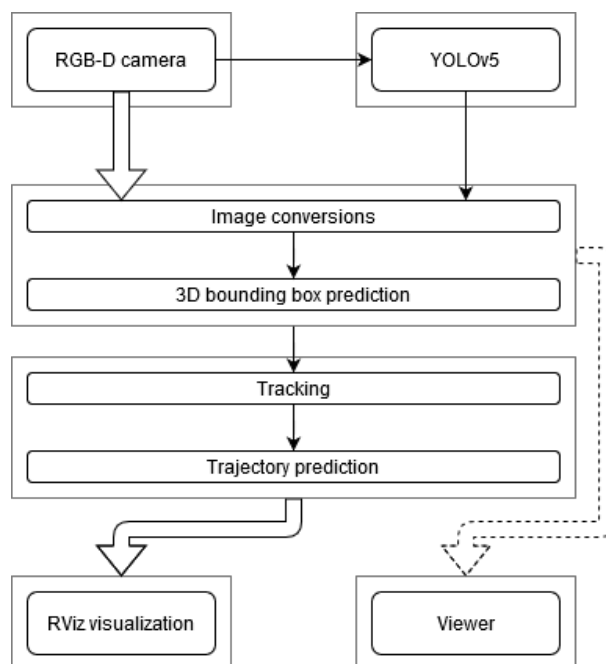 RGB-D camera
YOLOv5
Image conversions
3D bounding box prediction
Tracking
Trajectory prediction
RViz visualization
Viewer